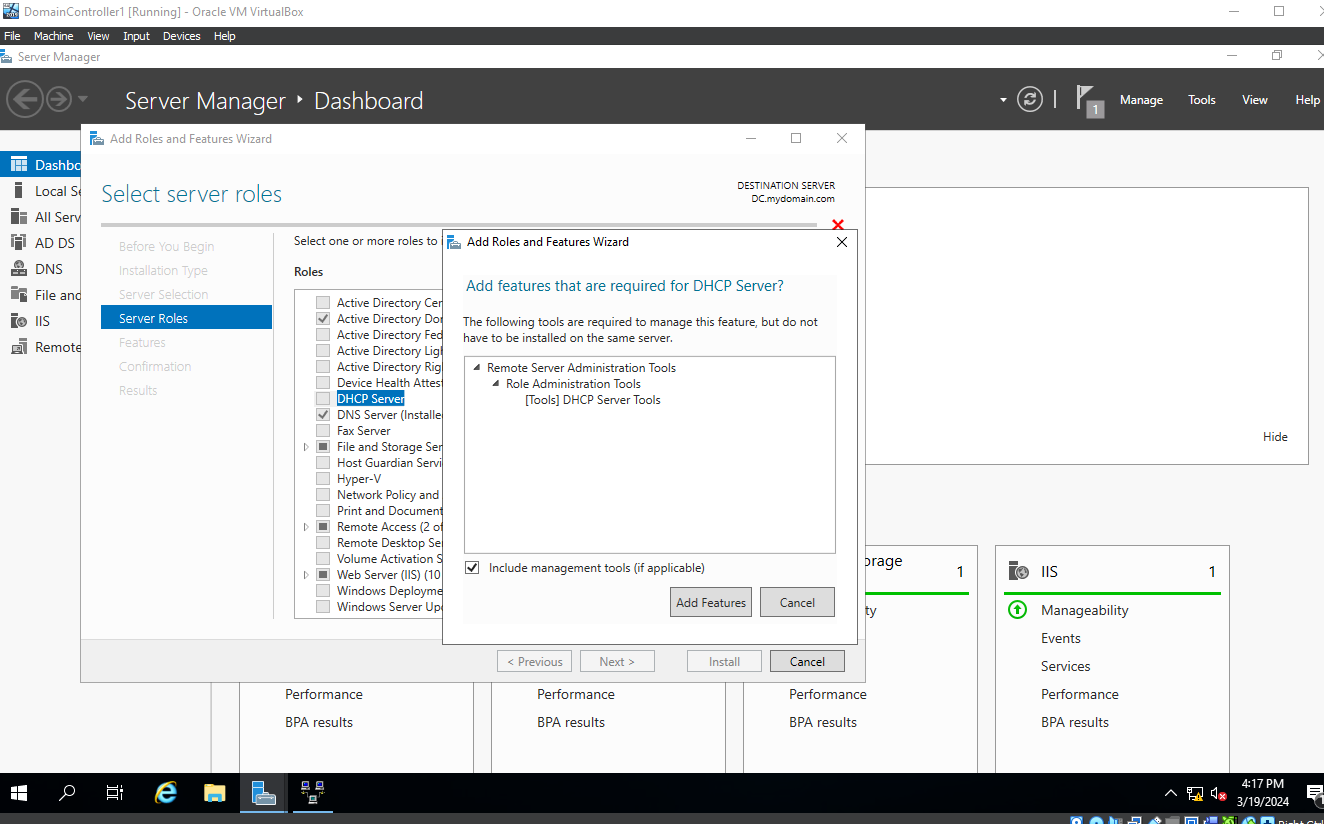 DomainController1 [Running] - Oracle VM VirtualBox
File Machine View Input Devices Help
Server Manager
Server Manager ‣ Dashboard
1
Manage Tools View Help
Add Roles and Features Wizard
Select server roles
DESTINATION SERVER
DC.mydomain.com
Dashbo
Local Se
All Serv
AD DS
DNS
File and
IIS
Remote
Before You Begin
Installation Type
Server Selection
Server Roles
Features
Confirmation
Results
Select one or more roles to
Roles
Active Directory Cer
Active Directory Dor
Active Directory Fed
Active Directory Ligh
Active Directory Rig
Device Health Attest
DHCP Server
DNS Server (Installe
Fax Server
File and Storage Ser
Host Guardian Servi
Hyper-V
Network Policy and
Print and Document
Remote Access (2 of
Remote Desktop Se
Volume Activation S
Web Server (IIS) (10
Windows Deployme
Windows Server Up
Add Roles and Features Wizard
Add features that are required for DHCP Server?
The following tools are required to manage this feature, but do not
have to be installed on the same server.
Remote Server Administration Tools
Role Administration Tools
[Tools] DHCP Server Tools
Include management tools (if applicable)
Add Features Cancel
< Previous Next > Install Cancel
Hide
orage 1
ty
IIS 1
Manageability
Events
Services
Performance
BPA results
Performance
BPA results
Performance
BPA results
Performance
BPA results
4:17 PM
3/19/2024